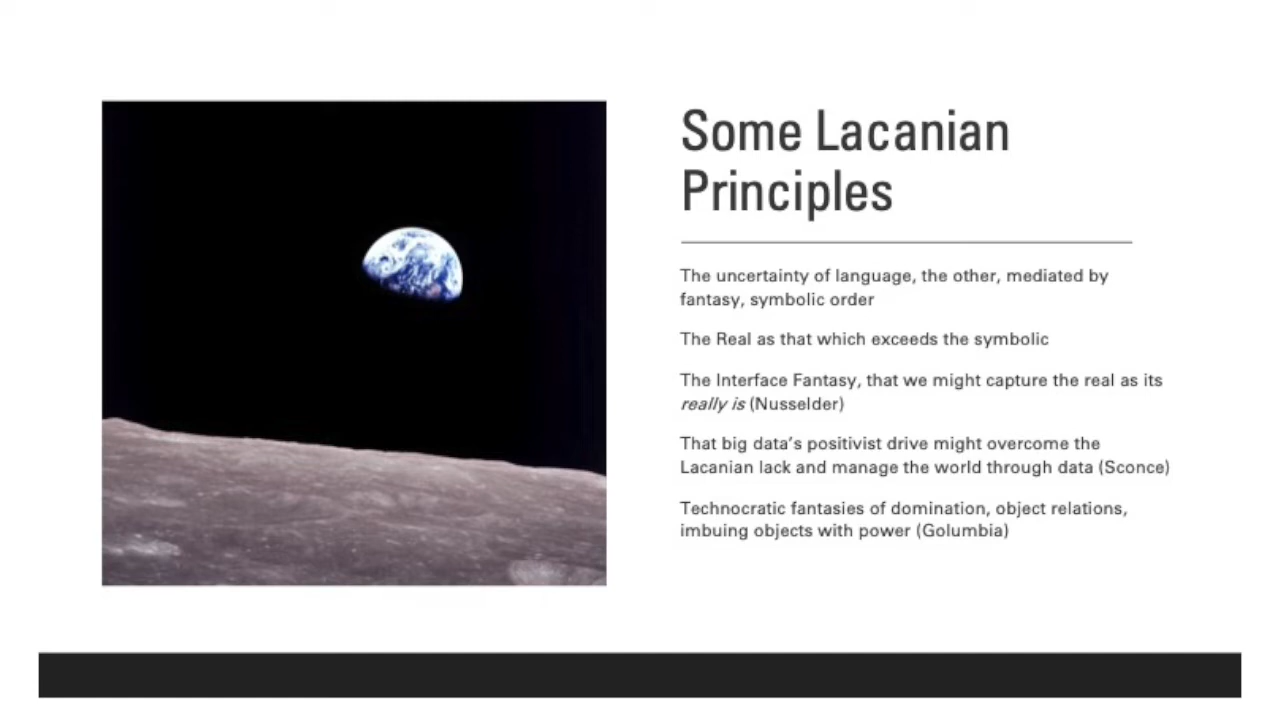 Some Lacanian
Principles
The uncertainty of language, the other, mediated by
fantasy, symbolic order
The Real as that which exceeds the symbolic
The Interface Fantasy, that we might capture the real as its
really is (Nusselder)
That big data's positivist drive might overcome the
Lacanian lack and manage the world through data (Sconce)
Technocratic fantasies of domination, object relations,
imbuing objects with power (Golumbia)